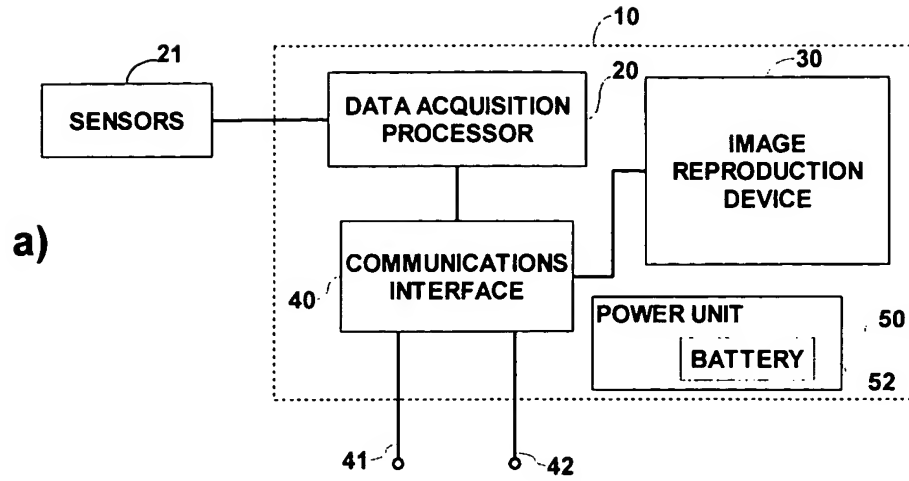 10
21
20
30
SENSORS
DATA ACQUISITION
PROCESSOR
IMAGE
REPRODUCTION
DEVICE
a)
40
COMMUNICATIONS
INTERFACE
POWER UNIT
50
BATTERY
52
41
42